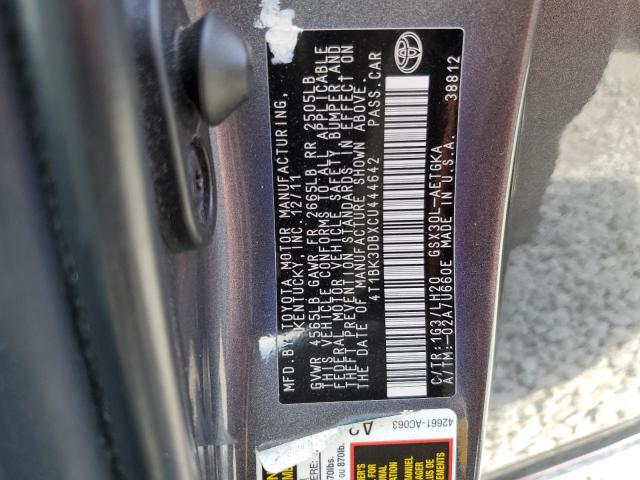 MFD.BY:TOYOTA MOTOR MANUFACTURING,
KENTUCKY, INC. 12/11
GVWR 4565LB GAWR FR 2665LB RR 2505LB
THIS VEHICLE CONFORMS TO ALL APPLICABLE
FEDERAL MOTOR VEHICLE SAFETY, BUMPER AND
THEFT PREVENTION STANDARDS IN EFFECT ON
THE DATE OF MANUFACTURE SHOWN ABOVE.
4T1BK3DBXCU444642 PASS.CAR
C/TR:1G3/LH20 GSX30L-AETGKA
A/TM:-02A/U660E MADE IN U.S.A. 38812
42661-AC063
MANUEL